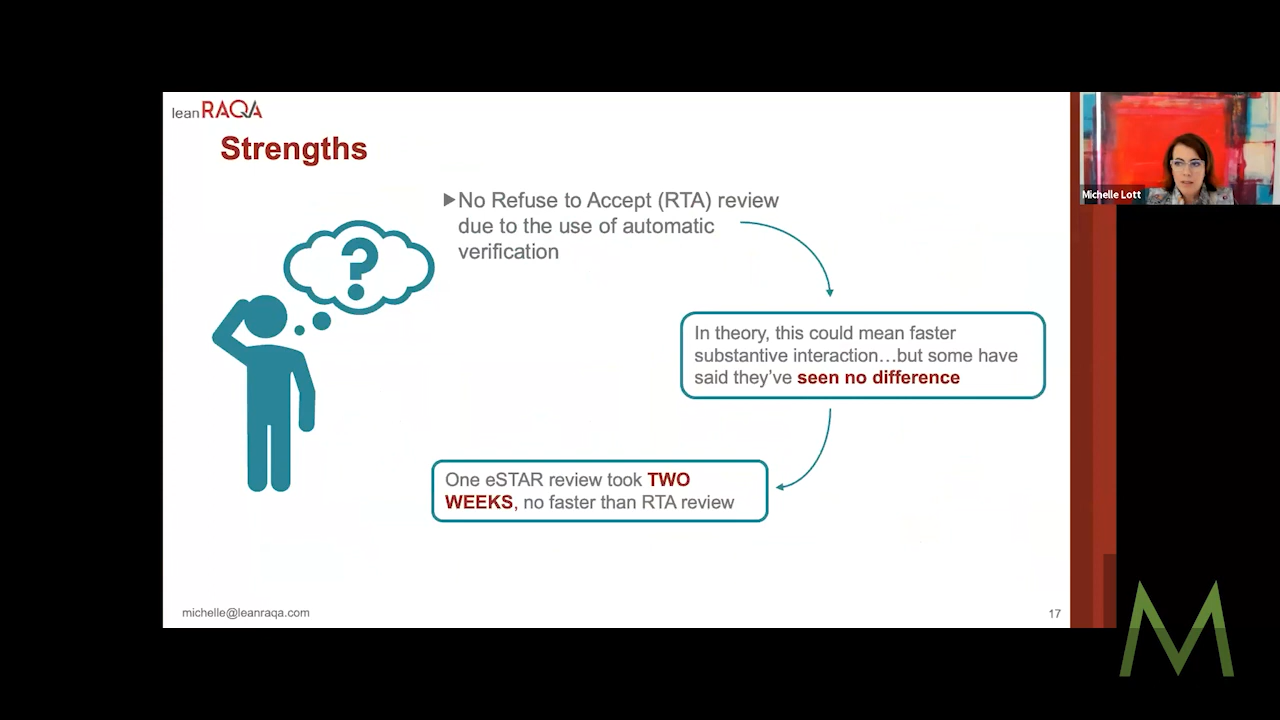 lean RAQA
Strengths
No Refuse to Accept (RTA) review
due to the use of automatic
verification
?
In theory, this could mean faster
substantive interaction…but some have
said they’ve seen no difference
One eSTAR review took TWO
WEEKS, no faster than RTA review
michelle@leanraqa.com
17
Michelle Lott
M